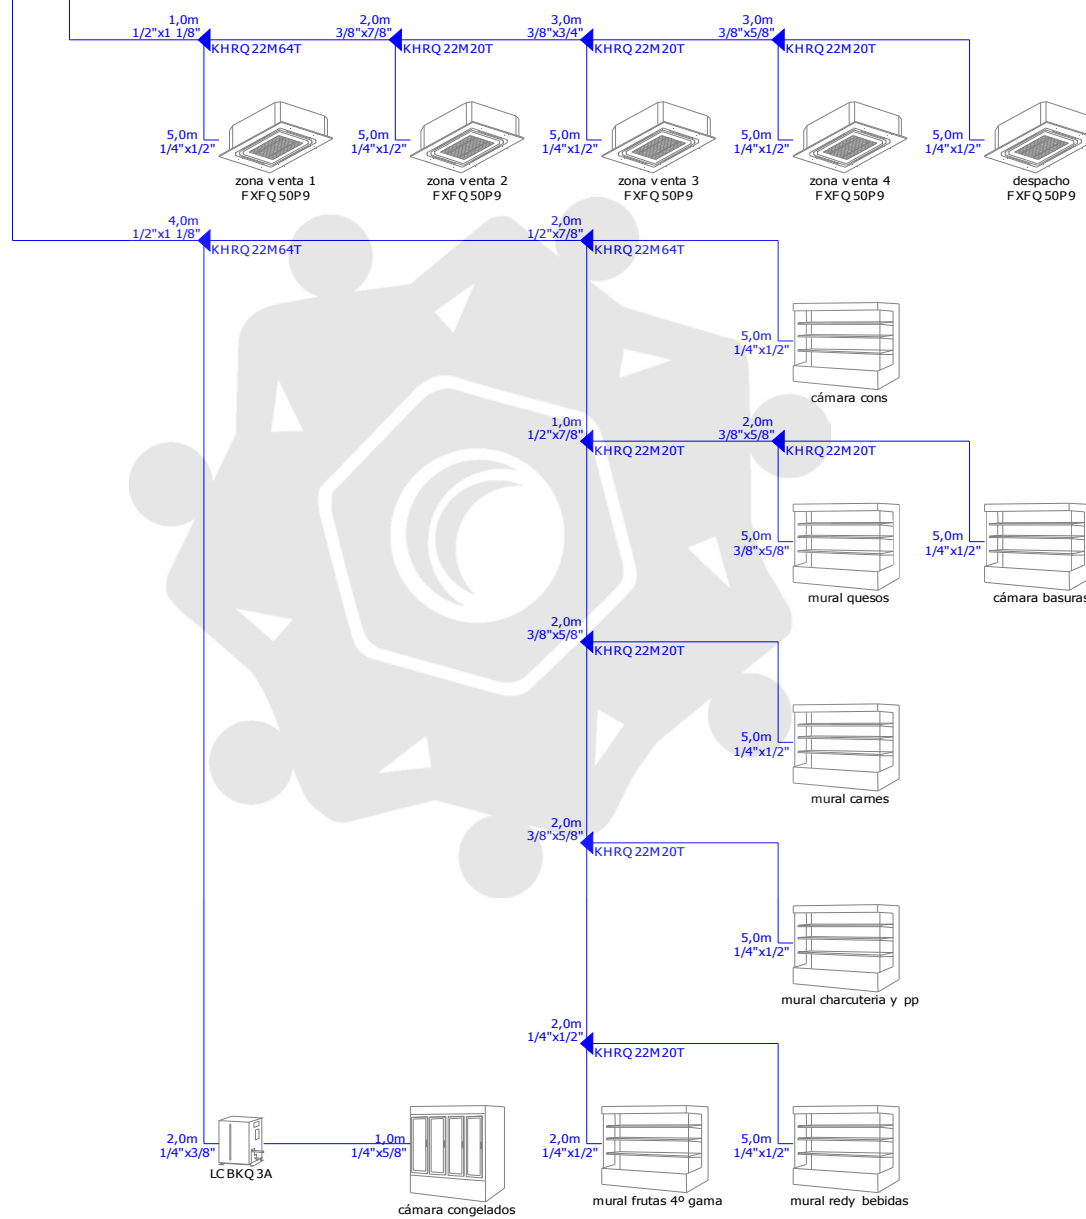 1,0m
1/2"x1 1/8"
KHRQ22M64T
2,0m
3/8"x7/8"
KHRQ22M20T
3,0m
3/8"x3/4"
KHRQ22M20T
3,0m
3/8"x5/8"
KHRQ22M20T
5,0m
1/4"x1/2"
zona venta 1
FXFQ50P9
5,0m
1/4"x1/2"
zona venta 2
FXFQ50P9
5,0m
1/4"x1/2"
zona venta 3
FXFQ50P9
5,0m
1/4"x1/2"
zona venta 4
FXFQ50P9
5,0m
1/4"x1/2"
despacho
FXFQ50P9
4,0m
1/2"x1 1/8"
KHRQ22M64T
2,0m
1/2"x7/8"
KHRQ22M64T
5,0m
1/4"x1/2"
cámara cons
1,0m
1/2"x7/8"
KHRQ22M20T
2,0m
3/8"x5/8"
KHRQ22M20T
5,0m
3/8"x5/8"
mural quesos
5,0m
1/4"x1/2"
cámara basuras
2,0m
3/8"x5/8"
KHRQ22M20T
5,0m
1/4"x1/2"
mural carnes
2,0m
3/8"x5/8"
KHRQ22M20T
5,0m
1/4"x1/2"
mural charcuteria y pp
2,0m
1/4"x1/2"
KHRQ22M20T
2,0m
1/4"x3/8"
LCBKQ3A
1,0m
1/4"x5/8"
cámara congelados
2,0m
1/4"x1/2"
mural frutas 4º gama
5,0m
1/4"x1/2"
mural redy bebidas